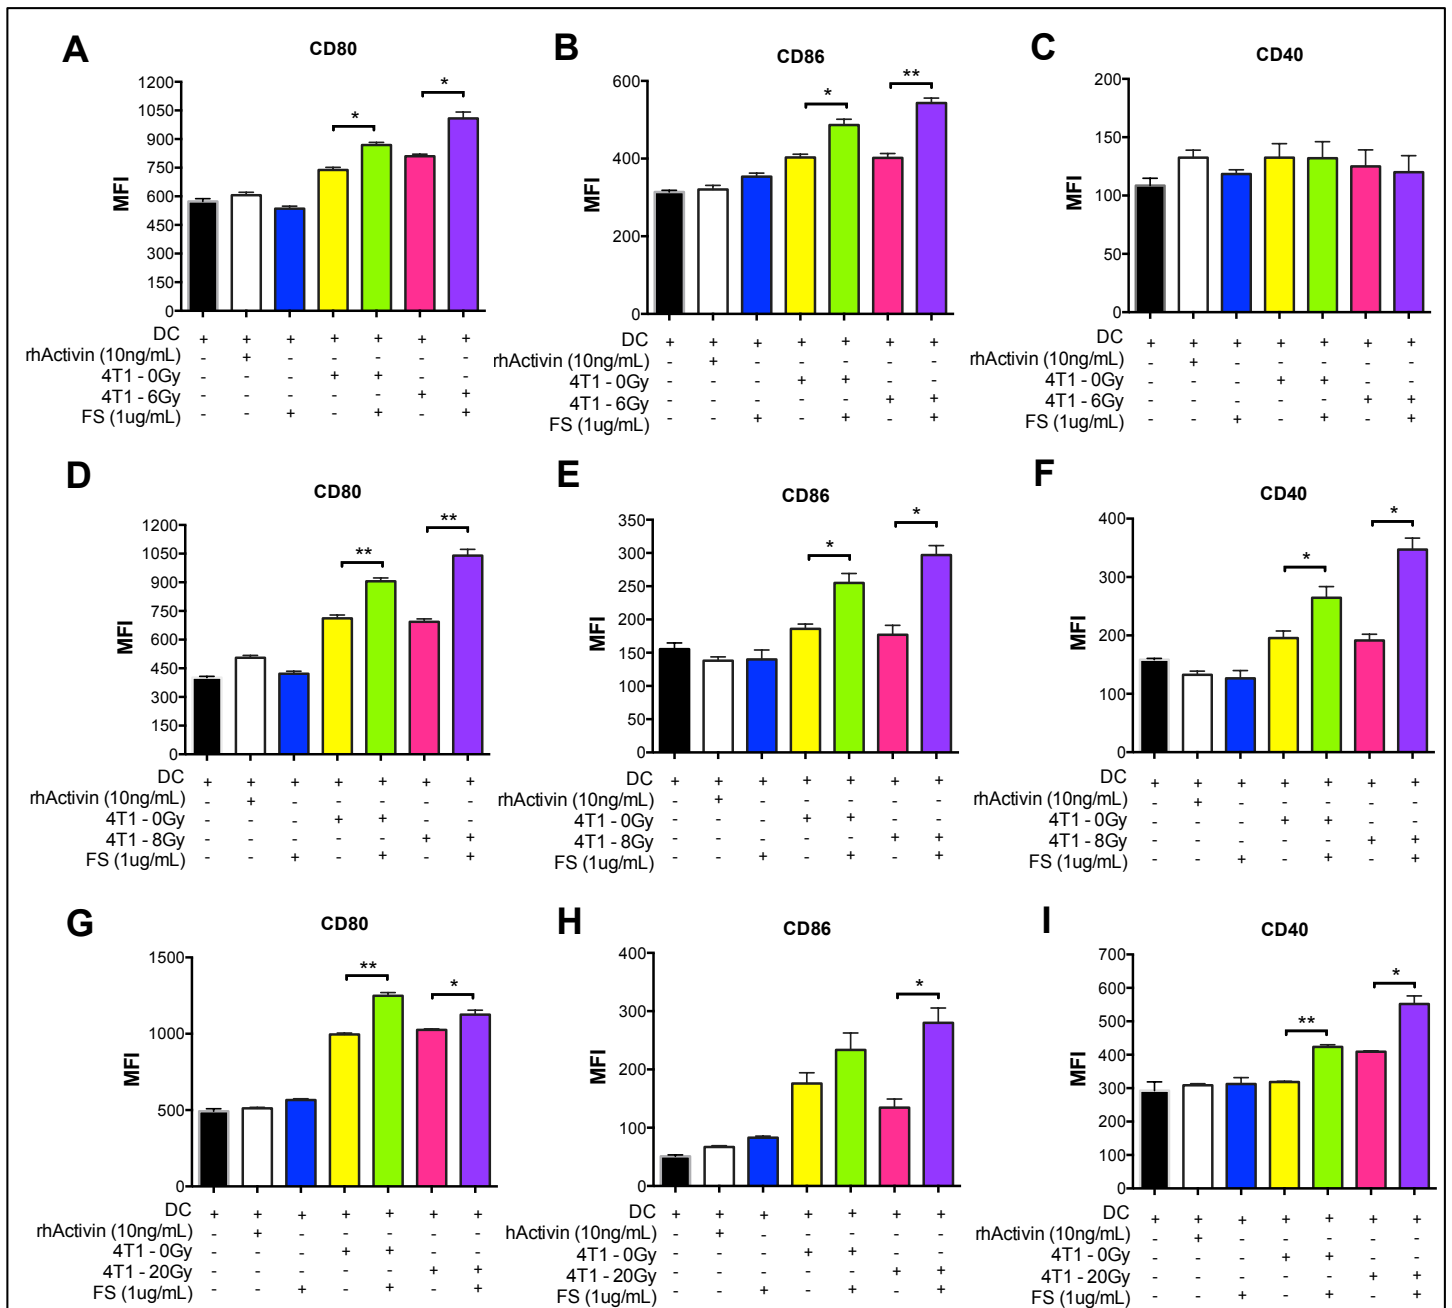 A
CD80
*
*
1200
1050
900
750
600
450
300
150
0
MFI
DC + + + + + + +
rhActivin (10ng/mL) - + - - - - -
4T1 - 0Gy - - - + + - -
4T1 - 6Gy - - - - - + +
FS (1ug/mL) - - + - + - +
B
CD86
*
**
600
400
200
0
MFI
DC + + + + + + +
rhActivin (10ng/mL) - + - - - - -
4T1 - 0Gy - - - + + - -
4T1 - 6Gy - - - - - + +
FS (1ug/mL) - - + - + - +
C
CD40
200
150
100
50
0
MFI
DC + + + + + + +
rhActivin (10ng/mL) - + - - - - -
4T1 - 0Gy - - - + + - -
4T1 - 6Gy - - - - - + +
FS (1ug/mL) - - + - + - +
D
CD80
**
**
1200
1050
900
750
600
450
300
150
0
MFI
DC + + + + + + +
rhActivin (10ng/mL) - + - - - - -
4T1 - 0Gy - - - + + - -
4T1 - 8Gy - - - - - + +
FS (1ug/mL) - - + - + - +
E
CD86
*
*
350
300
250
200
150
100
50
0
MFI
DC + + + + + + +
rhActivin (10ng/mL) - + - - - - -
4T1 - 0Gy - - - + + - -
4T1 - 8Gy - - - - - + +
FS (1ug/mL) - - + - + - +
F
CD40
*
*
400
300
200
100
0
MFI
DC + + + + + + +
rhActivin (10ng/mL) - + - - - - -
4T1 - 0Gy - - - + + - -
4T1 - 8Gy - - - - - + +
FS (1ug/mL) - - + - + - +
G
CD80
**
*
1500
1000
500
0
MFI
DC + + + + + + +
rhActivin (10ng/mL) - + - - - - -
4T1 - 0Gy - - - + + - -
4T1 - 20Gy - - - - - + +
FS (1ug/mL) - - + - + - +
H
CD86
*
400
300
200
100
0
MFI
DC + + + + + + +
hActivin (10ng/mL) - + - - - - -
4T1 - 0Gy - - - + + - -
4T1 - 20Gy - - - - - + +
FS (1ug/mL) - - + - + - +
I
CD40
**
*
700
600
500
400
300
200
100
0
MFI
DC + + + + + + +
rhActivin (10ng/mL) - + - - - - -
4T1 - 0Gy - - - + + - -
4T1 - 20Gy - - - - - + +
FS (1ug/mL) - - + - + - +